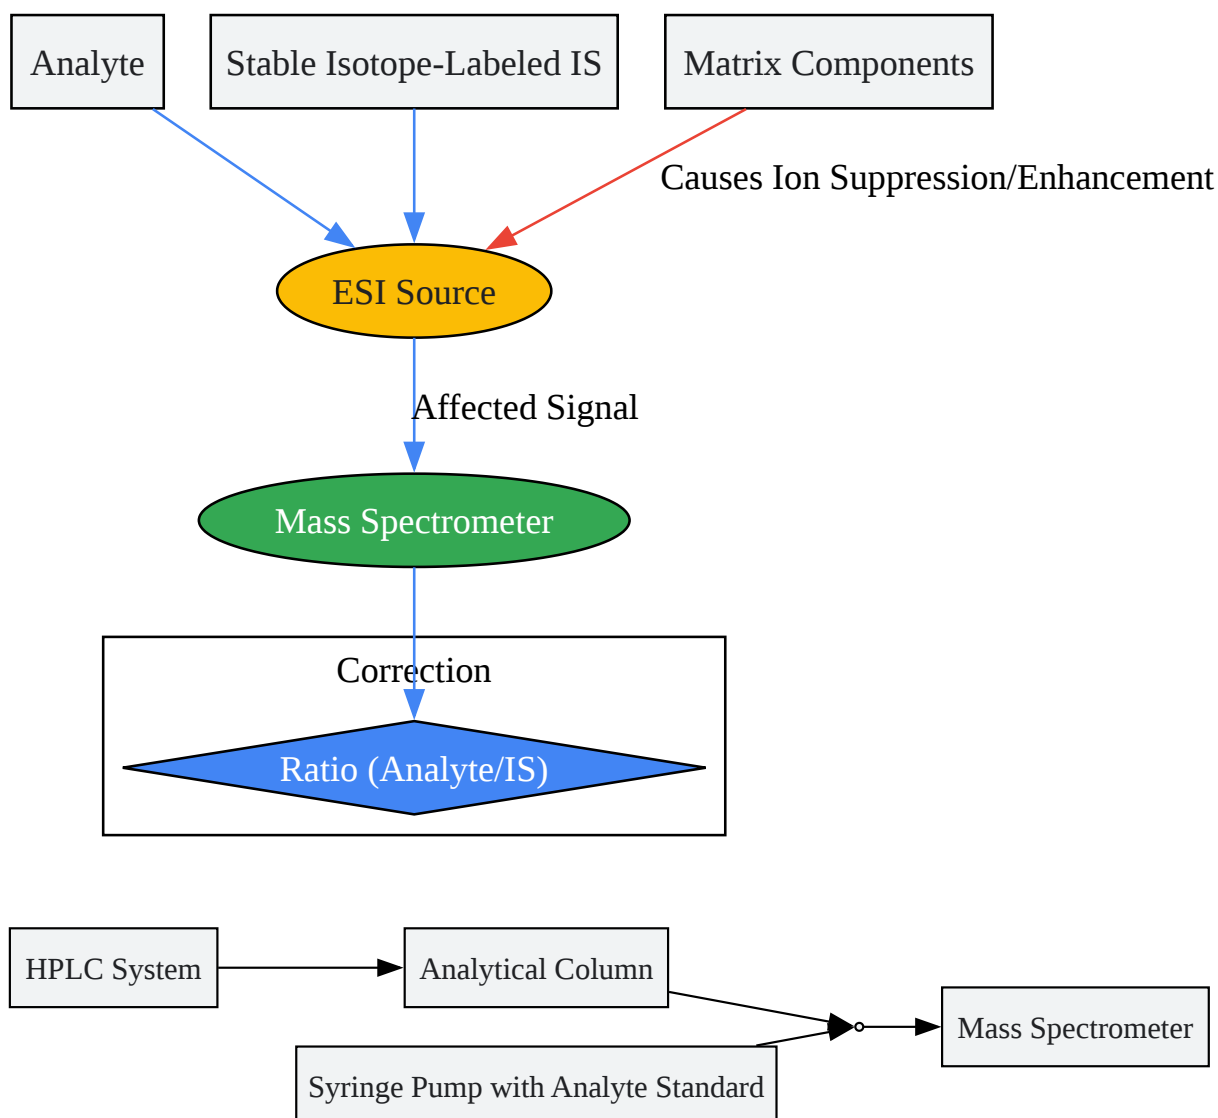 Analyte
Stable Isotope-Labeled IS
Matrix Components
Causes Ion Suppression/Enhancement
ESI Source
Affected Signal
Mass Spectrometer
Correction
Ratio (Analyte/IS)
HPLC System
Analytical Column
Mass Spectrometer
Syringe Pump with Analyte Standard